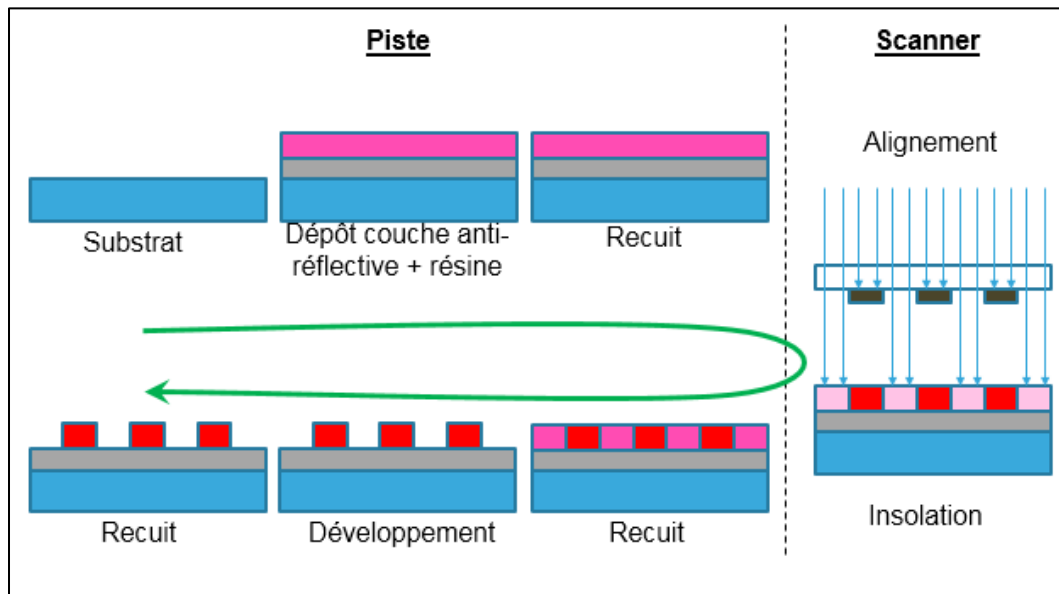 Piste
Scanner
Alignement
Substrat
Dépôt couche anti-
réflective + résine
Recuit
Recuit
Développement
Recuit
Insolation